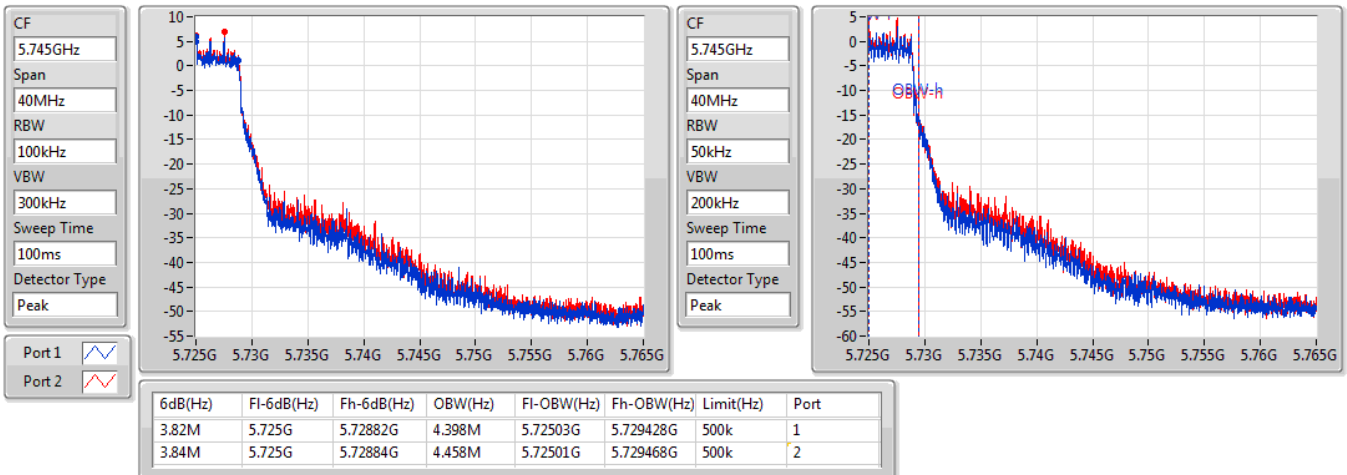 CF
5.745GHz
Span
40MHz
RBW
100kHz
VBW
300kHz
Sweep Time
100ms
Detector Type
Peak
Port 1
Port 2
10
5
0
-5
-10
-15
-20
-25
-30
-35
-40
-45
-50
-55
5.725G 5.73G 5.735G 5.74G 5.745G 5.75G 5.755G 5.76G 5.765G
CF
5.745GHz
Span
40MHz
RBW
50kHz
VBW
200kHz
Sweep Time
100ms
Detector Type
Peak
5
0
-5
-10
-15
-20
-25
-30
-35
-40
-45
-50
-55
-60
OBW-h
OBW-h
5.725G 5.73G 5.735G 5.74G 5.745G 5.75G 5.755G 5.76G 5.765G
6dB(Hz) Fl-6dB(Hz) Fh-6dB(Hz) OBW(Hz) Fl-OBW(Hz) Fh-OBW(Hz) Limit(Hz) Port
3.82M 5.725G 5.72882G 4.398M 5.72503G 5.729428G 500k 1
3.84M 5.725G 5.72884G 4.458M 5.72501G 5.729468G 500k 2